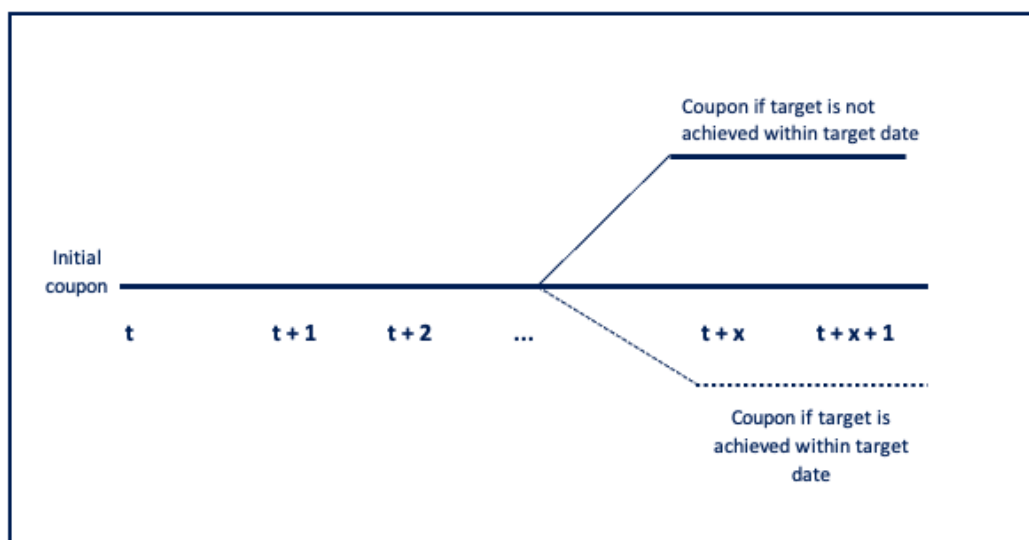 Coupon if target is not
achieved within target date
Initial
coupon
t
t + 1
t + 2
...
t + x
t + x + 1
Coupon if target is
achieved within target
date